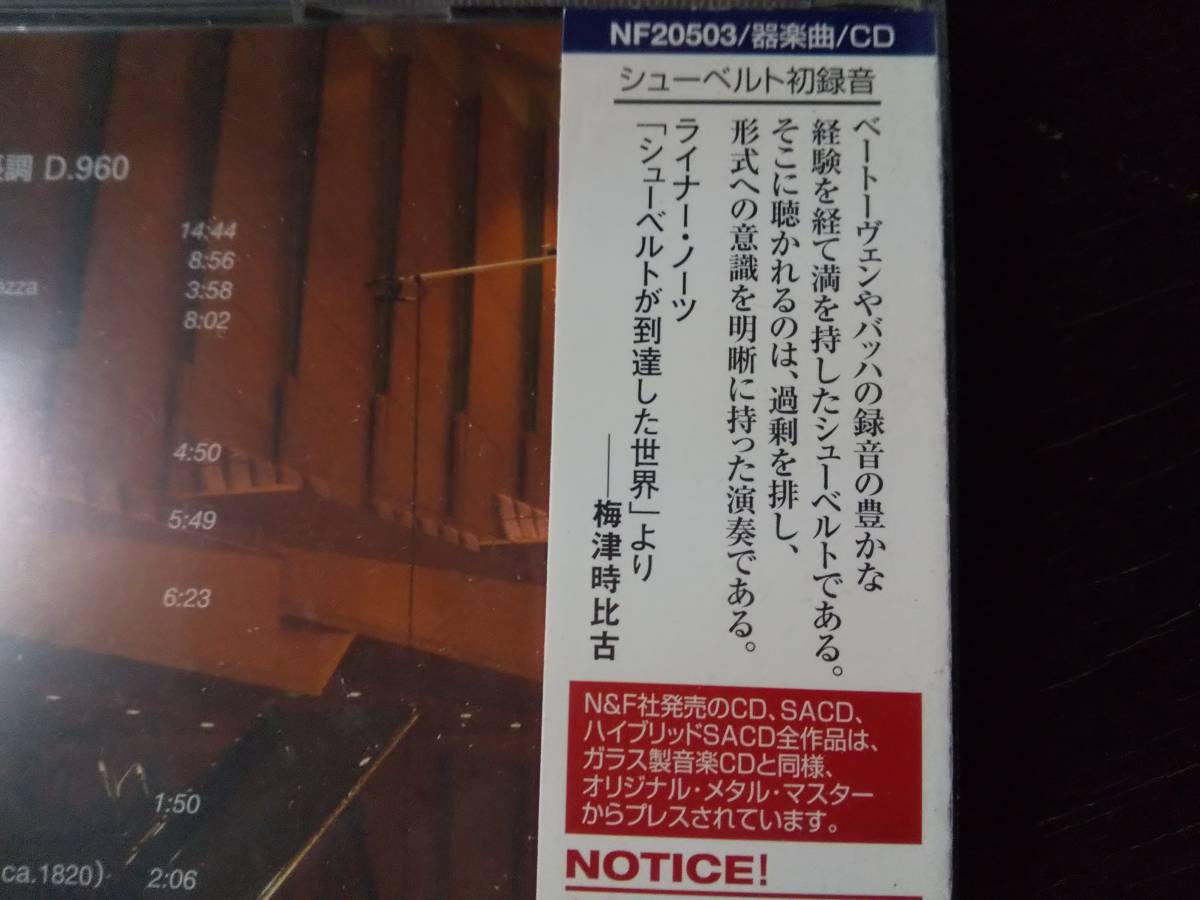 調 D.960
14:44
8:56
ezza 3:58
8:02
4:50
5:49
6:23
1:50
ca.1820) 2:06
NF20503/器楽曲/CD
シューベルト初録音
ベートーヴェンやバッハの録音の豊かな
経験を経て満を持したシューベルトである。
そこに聴かれるのは、過剰を排し、
形式への意識を明晰に持った演奏である。
ライナー・ノーツ
「シューベルトが到達した世界」より
──梅津時比古
N&F社発売のCD、SACD、
ハイブリッドSACD全作品は、
ガラス製音楽CDと同様、
オリジナル・メタル・マスター
からプレスされています。
NOTICE!